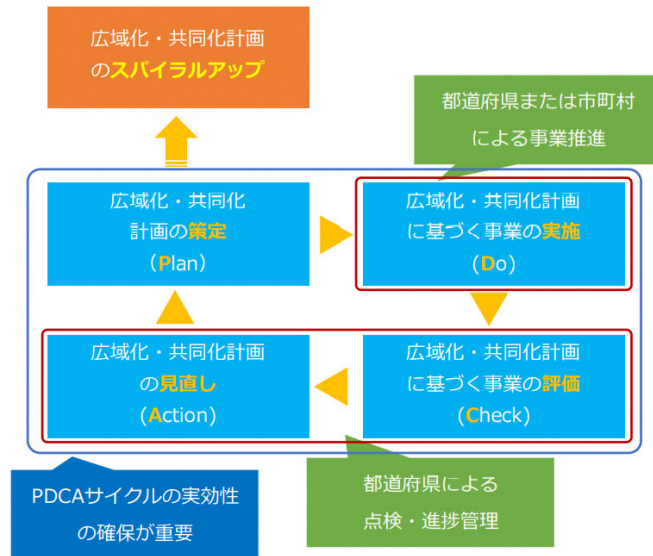 広域化・共同化計画
のスパイラルアップ
都道府県または市町村
による事業推進
広域化・共同化
計画の策定
(Plan)
広域化・共同化計画
に基づく事業の実施
(Do)
広域化・共同化計画
の見直し
(Action)
広域化・共同化計画
に基づく事業の評価
(Check)
PDCAサイクルの実効性
の確保が重要
都道府県による
点検・進捗管理